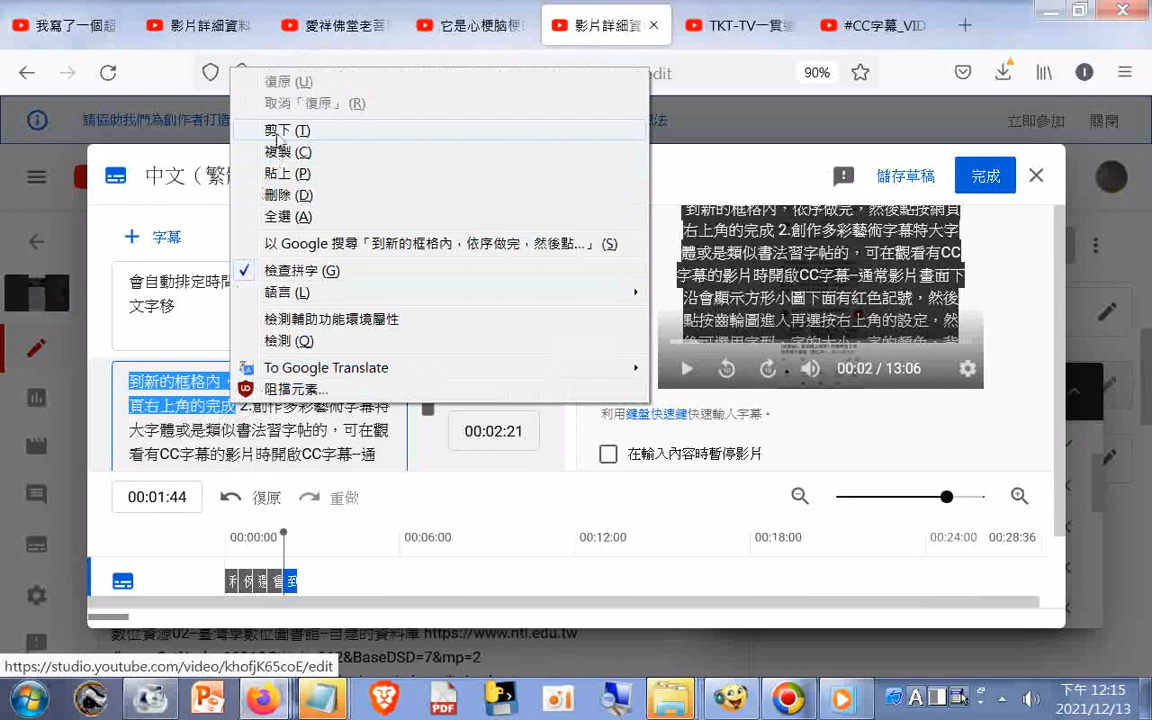 我寫了一個超
影片詳細資料
愛祥佛堂老菩
它是心梗腦梗
影片詳細資
TKT-TV一貫道
#CC字幕_VID
edit
90%
請協助我們為創作者打造
想法
立即參加
關閉
中文（繁
儲存草稿
完成
字幕
會自動排定時間
文字移
到新的框格內，
頁右上角的完成 2.創作多彩藝術字幕特
大字體或是類似書法習字帖的，可在觀
看有CC字幕的影片時開啟CC字幕--通
復原 (U)
取消「復原」 (R)
剪下 (T)
複製 (C)
貼上 (P)
刪除 (D)
全選 (A)
以 Google 搜尋「到新的框格內，依序做完，然後點...」 (S)
檢查拼字 (G)
語言 (L)
檢測輔助功能環境屬性
檢測 (Q)
To Google Translate
阻擋元素...
00:02:21
到新的框格內，依序做完，然後點按網頁
右上角的完成 2.創作多彩藝術字幕特大字
體或是類似書法習字帖的，可在觀看有CC
字幕的影片時開啟CC字幕--通常影片畫面下
沿會顯示方形小圖下面有紅色記號，然後
點按齒輪圖進入再選按右上角的設定，然
00:02 / 13:06
利用鍵盤快速鍵快速輸入字幕。
在輸入內容時暫停影片
00:01:44
復原
重做
00:00:00
00:06:00
00:12:00
00:18:00
00:24:00
00:28:36
會
到
數位資源02--臺灣學數位圖書館--自建的資料庫 https://www.ntl.edu.tw
&BaseDSD=7&mp=2
https://studio.youtube.com/video/khofjK65coE/edit
PDF
下午 12:15
2021/12/13